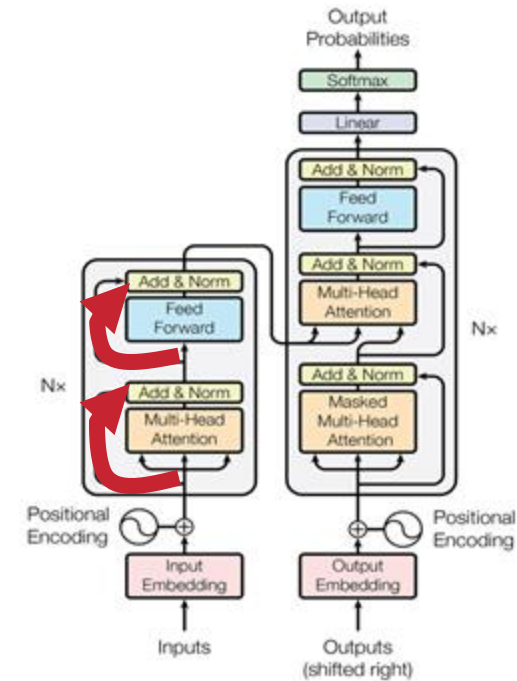 Output
Probabilities
Softmax
Linear
Add & Norm
Feed
Forward
Add & Norm
Multi-Head
Attention
Add & Norm
Masked
Multi-Head
Attention
Nx
Positional
Encoding
Output
Embedding
Outputs
(shifted right)
Add & Norm
Feed
Forward
Nx
Add & Norm
Multi-Head
Attention
Positional
Encoding
Input
Embedding
Inputs